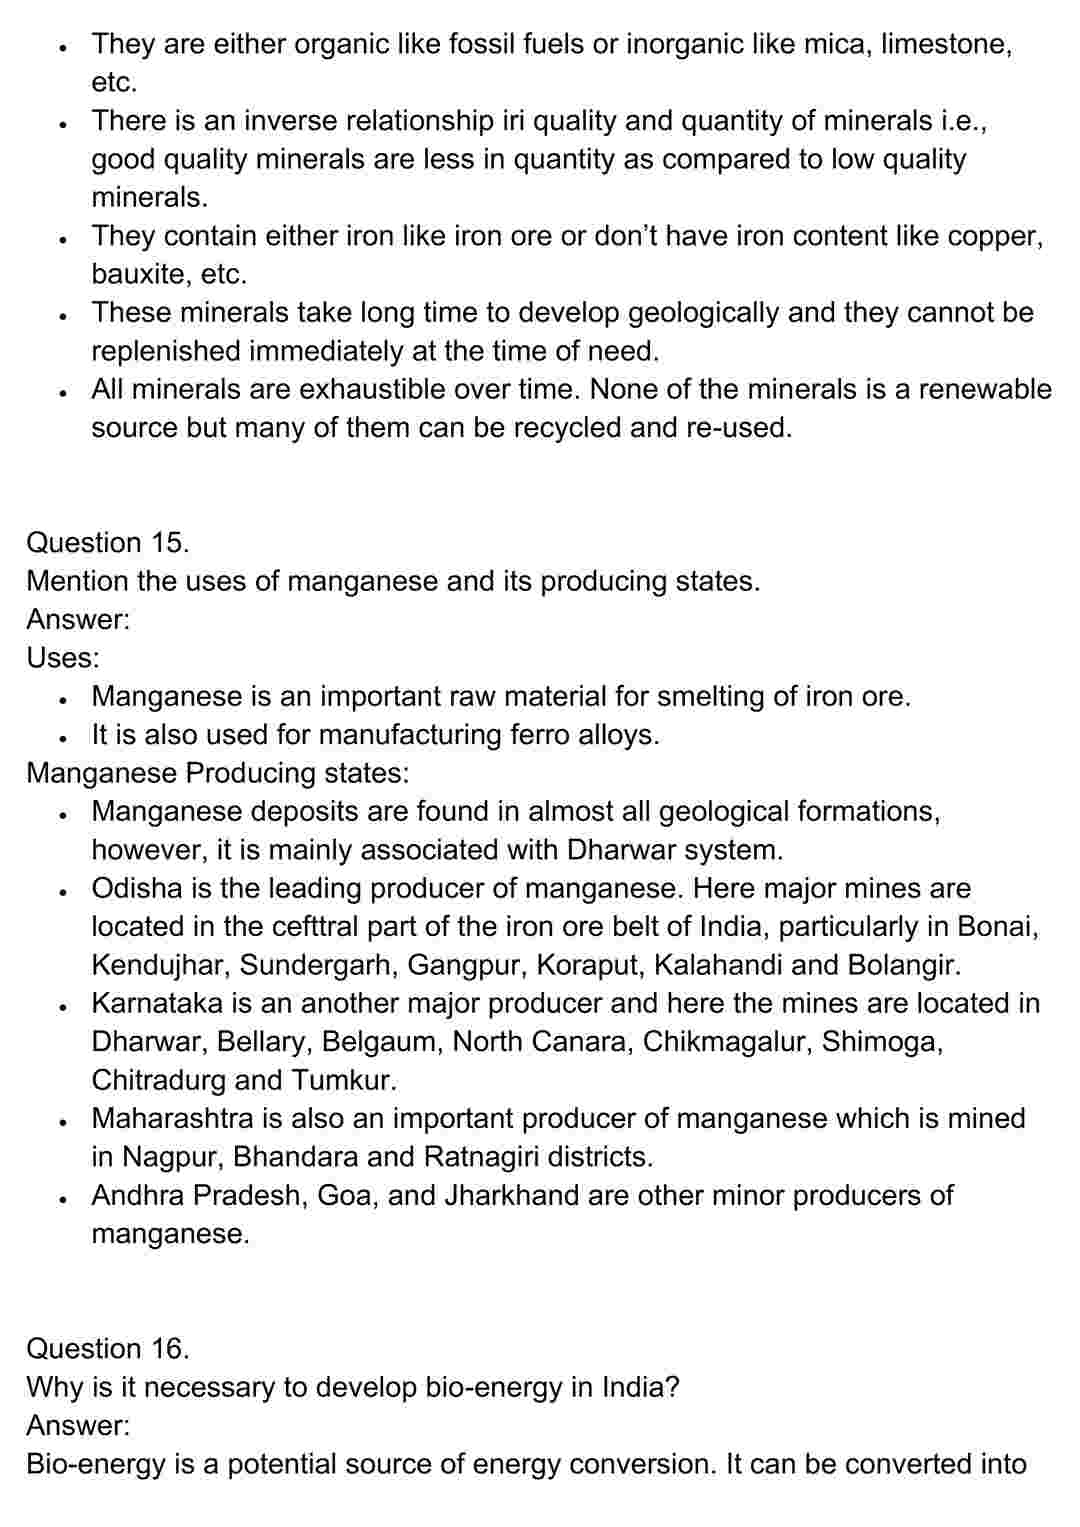 • They are either organic like fossil fuels or inorganic like mica, limestone,
etc.
• There is an inverse relationship iri quality and quantity of minerals i.e.,
good quality minerals are less in quantity as compared to low quality
minerals.
• They contain either iron like iron ore or don’t have iron content like copper,
bauxite, etc.
• These minerals take long time to develop geologically and they cannot be
replenished immediately at the time of need.
• All minerals are exhaustible over time. None of the minerals is a renewable
source but many of them can be recycled and re-used.
Question 15.
Mention the uses of manganese and its producing states.
Answer:
Uses:
• Manganese is an important raw material for smelting of iron ore.
• It is also used for manufacturing ferro alloys.
Manganese Producing states:
• Manganese deposits are found in almost all geological formations,
however, it is mainly associated with Dharwar system.
• Odisha is the leading producer of manganese. Here major mines are
located in the cefttral part of the iron ore belt of India, particularly in Bonai,
Kendujhar, Sundergarh, Gangpur, Koraput, Kalahandi and Bolangir.
• Karnataka is an another major producer and here the mines are located in
Dharwar, Bellary, Belgaum, North Canara, Chikmagalur, Shimoga,
Chitradurg and Tumkur.
• Maharashtra is also an important producer of manganese which is mined
in Nagpur, Bhandara and Ratnagiri districts.
• Andhra Pradesh, Goa, and Jharkhand are other minor producers of
manganese.
Question 16.
Why is it necessary to develop bio-energy in India?
Answer:
Bio-energy is a potential source of energy conversion. It can be converted into